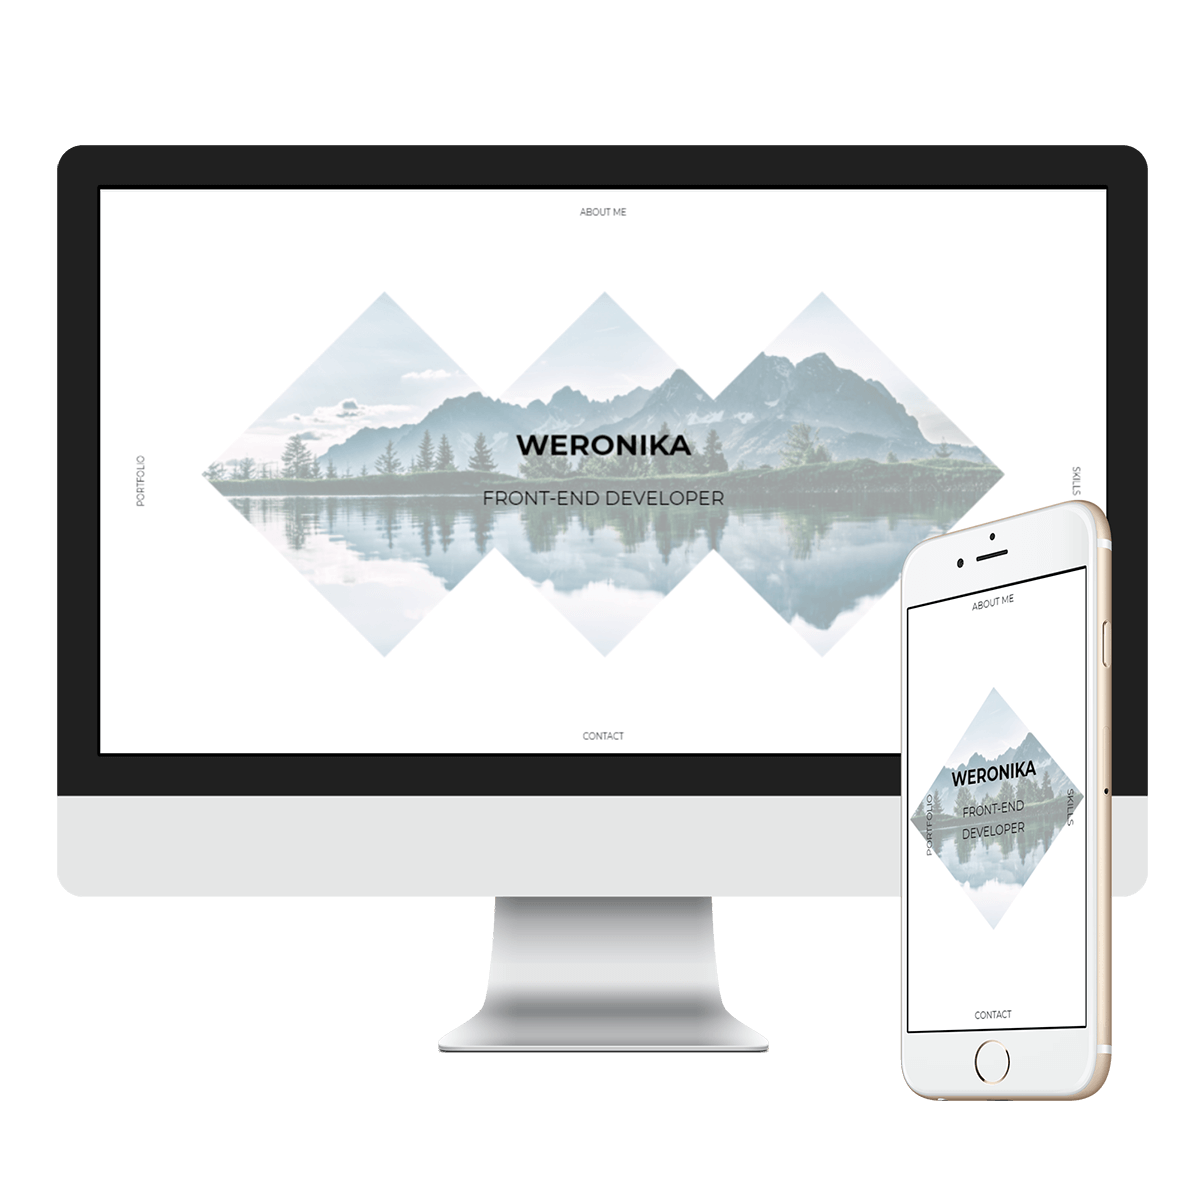 ABOUT ME
WERONIKA
FRONT-END DEVELOPER
PORTFOLIO
SKILLS
CONTACT
ABOUT ME
WERONIKA
FRONT-END
DEVELOPER
PORTFOLIO
SKILLS
CONTACT